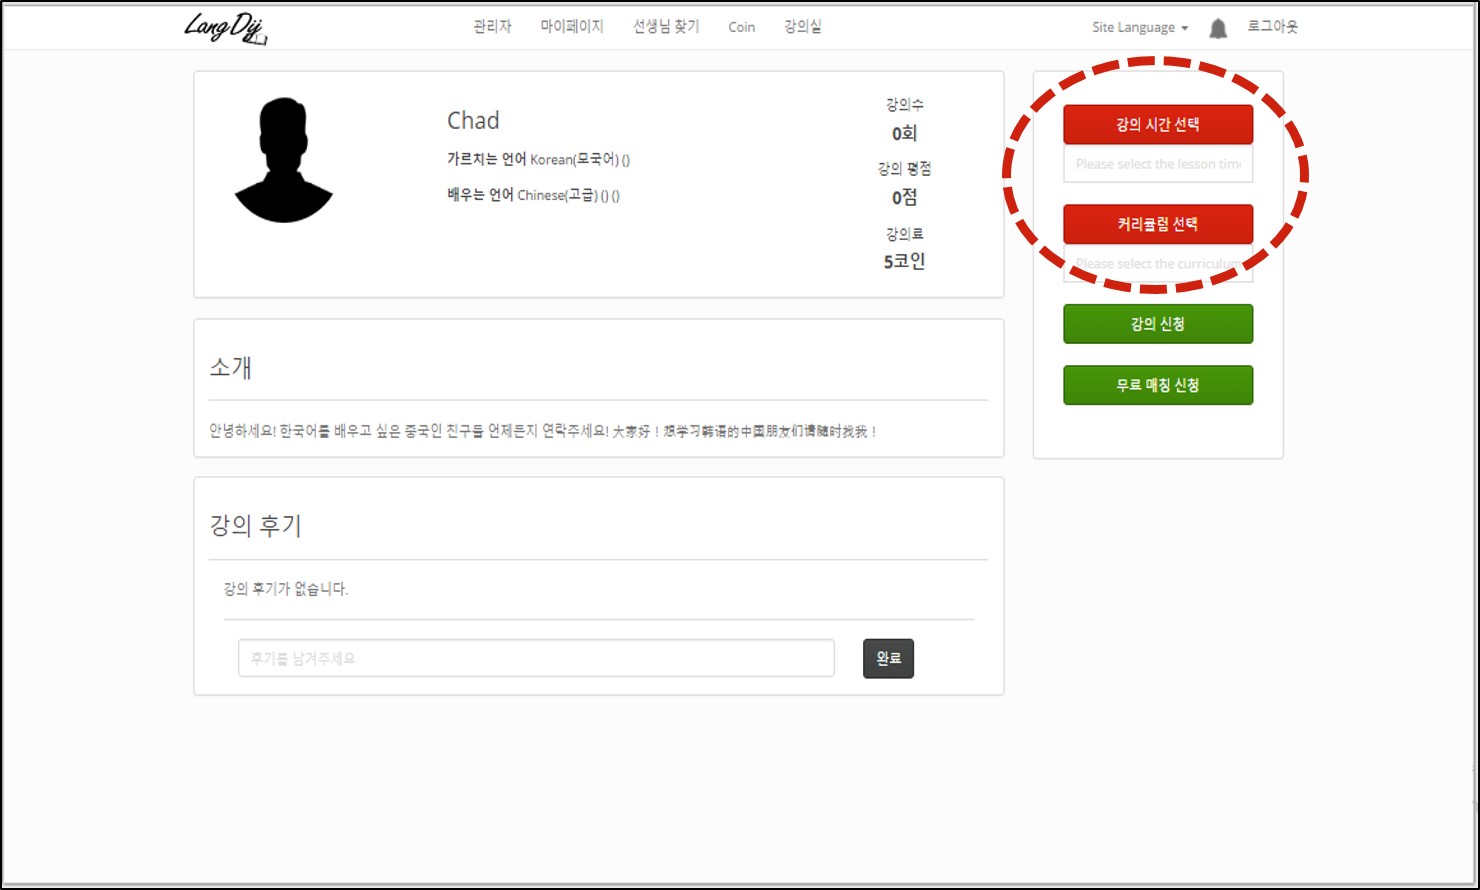 Lang Dy
관리자 마이페이지 선생님 찾기 Coin 강의실 Site Language 로그아웃
Chad
가르치는 언어 Korean(모국어) ()
배우는 언어 Chinese(고급) () ()
강의수
0회
강의 평점
0점
강의료
5코인
강의 시간 선택
Please select the lesson tim
커리큘럼 선택
Please select the curriculum
강의 신청
무료 매칭 신청
소개
안녕하세요! 한국어를 배우고 싶은 중국인 친구들 언제든지 연락주세요! 大家好！想学习韩语的中国朋友们请随时找我！
강의 후기
강의 후기가 없습니다.
후기를 남겨주세요
완료